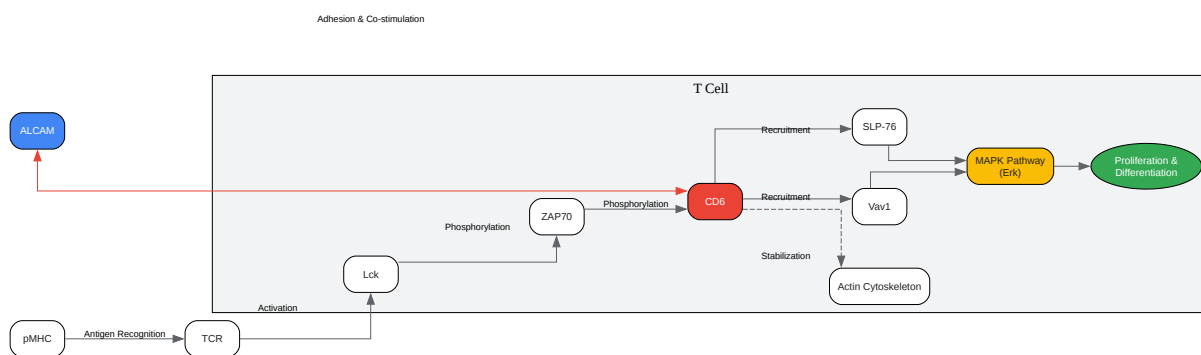 Adhesion & Co-stimulation
T Cell
ALCAM
SLP-76
Recruitment
MAPK Pathway
(Erk)
Proliferation &
Differentiation
CD6
Recruitment
Vav1
ZAP70
Phosphorylation
Phosphorylation
Stabilization
Lck
Actin Cytoskeleton
Activation
pMHC
Antigen Recognition
TCR